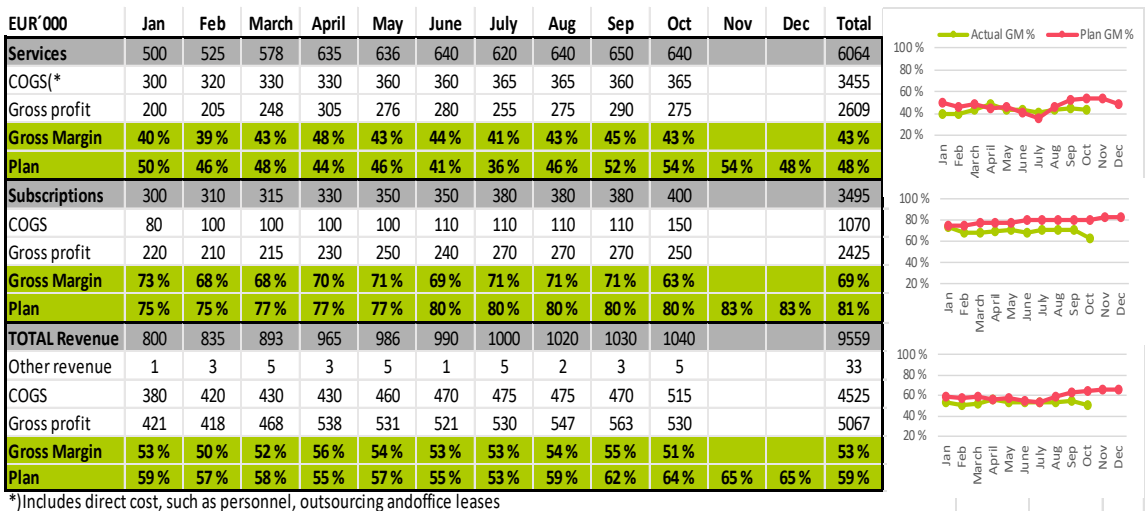 EUR´000 Jan Feb March April May June July Aug Sep Oct Nov Dec Total
Services 500 525 578 635 636 640 620 640 650 640 6064
COGS(* 300 320 330 330 360 360 365 365 360 365 3455
Gross profit 200 205 248 305 276 280 255 275 290 275 2609
Gross Margin 40 % 39 % 43 % 48 % 43 % 44 % 41 % 43 % 45 % 43 % 43 %
Plan 50 % 46 % 48 % 44 % 46 % 41 % 36 % 46 % 52 % 54 % 54 % 48 % 48 %
Subscriptions 300 310 315 330 350 350 380 380 380 400 3495
COGS 80 100 100 100 100 110 110 110 110 150 1070
Gross profit 220 210 215 230 250 240 270 270 270 250 2425
Gross Margin 73 % 68 % 68 % 70 % 71 % 69 % 71 % 71 % 71 % 63 % 69 %
Plan 75 % 75 % 77 % 77 % 77 % 80 % 80 % 80 % 80 % 80 % 83 % 83 % 81 %
TOTAL Revenue 800 835 893 965 986 990 1000 1020 1030 1040 9559
Other revenue 1 3 5 3 5 1 5 2 3 5 33
COGS 380 420 430 430 460 470 475 475 470 515 4525
Gross profit 421 418 468 538 531 521 530 547 563 530 5067
Gross Margin 53 % 50 % 52 % 56 % 54 % 53 % 53 % 54 % 55 % 51 % 53 %
Plan 59 % 57 % 58 % 55 % 57 % 55 % 53 % 59 % 62 % 64 % 65 % 65 % 59 %
*)Includes direct cost, such as personnel, outsourcing andoffice leases
Actual GM % Plan GM %
100 %
80 %
60 %
40 %
20 %
Jan Feb March April May June July Aug Sep Oct Nov Dec
100 %
80 %
60 %
40 %
20 %
Jan Feb March April May June July Aug Sep Oct Nov Dec
100 %
80 %
60 %
40 %
20 %
Jan Feb March April May June July Aug Sep Oct Nov Dec